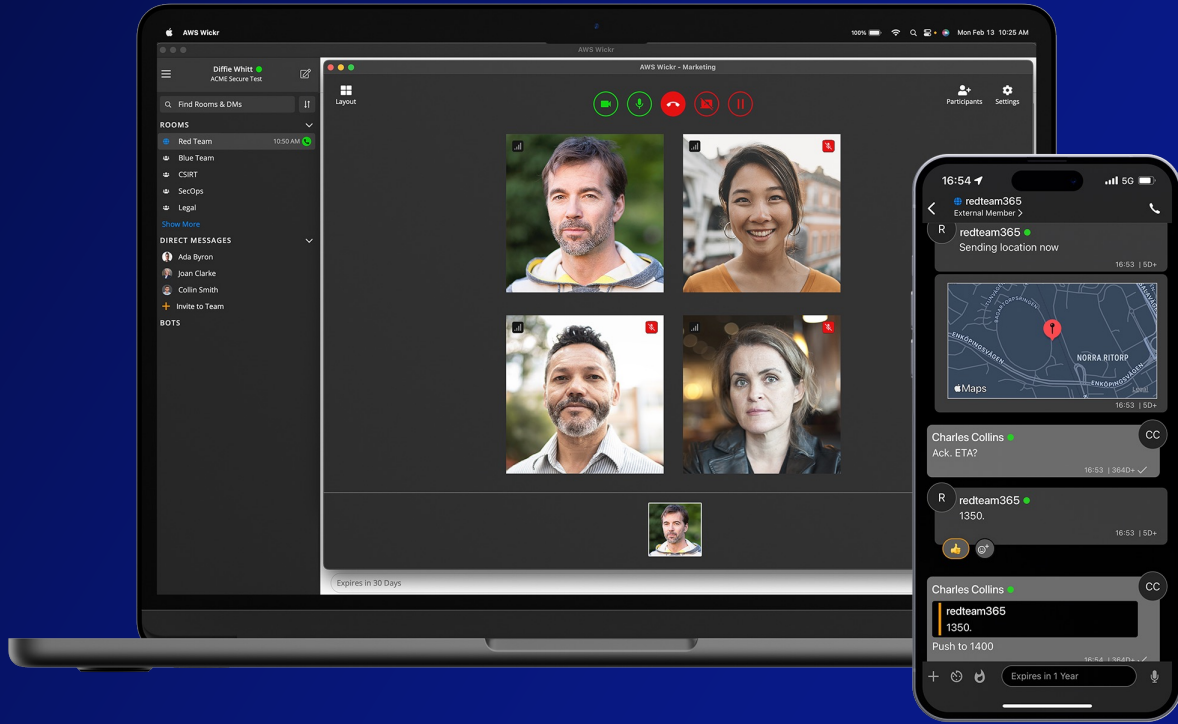 AWS Wickr
100%
Mon Feb 13 10:25 AM
AWS Wickr
Diffie Whitt
ACME Secure Test
Find Rooms & DMs
ROOMS
Red Team 10:50 AM
Blue Team
CSIRT
SecOps
Legal
Show More
DIRECT MESSAGES
Ada Byron
Joan Clarke
Collin Smith
Invite to Team
BOTS
AWS Wickr - Marketing
Layout
Participants
Settings
Expires in 30 Days
16:54
5G
redteam365
External Member
R
redteam365
Sending location now
16:53 | 5D+
ENKÖPINGSVÄGEN
NORRA RITORP
ENKÖPINGSVÄGEN
Maps
Legal
16:53 | 5D+
Charles Collins
CC
Ack. ETA?
16:53 | 364D+
R
redteam365
1350.
16:53 | 5D+
Charles Collins
CC
redteam365
1350.
Push to 1400
16:54 | 364D+
Expires in 1 Year